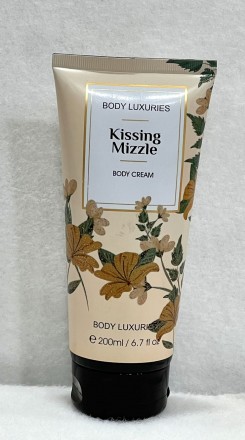 BODY LUXURIES
Kissing
Mizzle
BODY CREAM
BODY LUXURIES
e 200ml / 6.7 fl oz